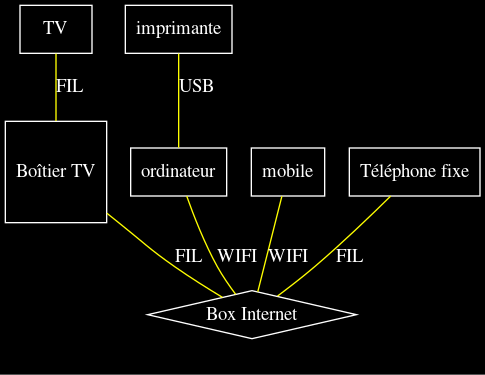 TV
imprimante
FIL
USB
Boîtier TV
ordinateur
mobile
Téléphone fixe
FIL
WIFI
WIFI
FIL
Box Internet